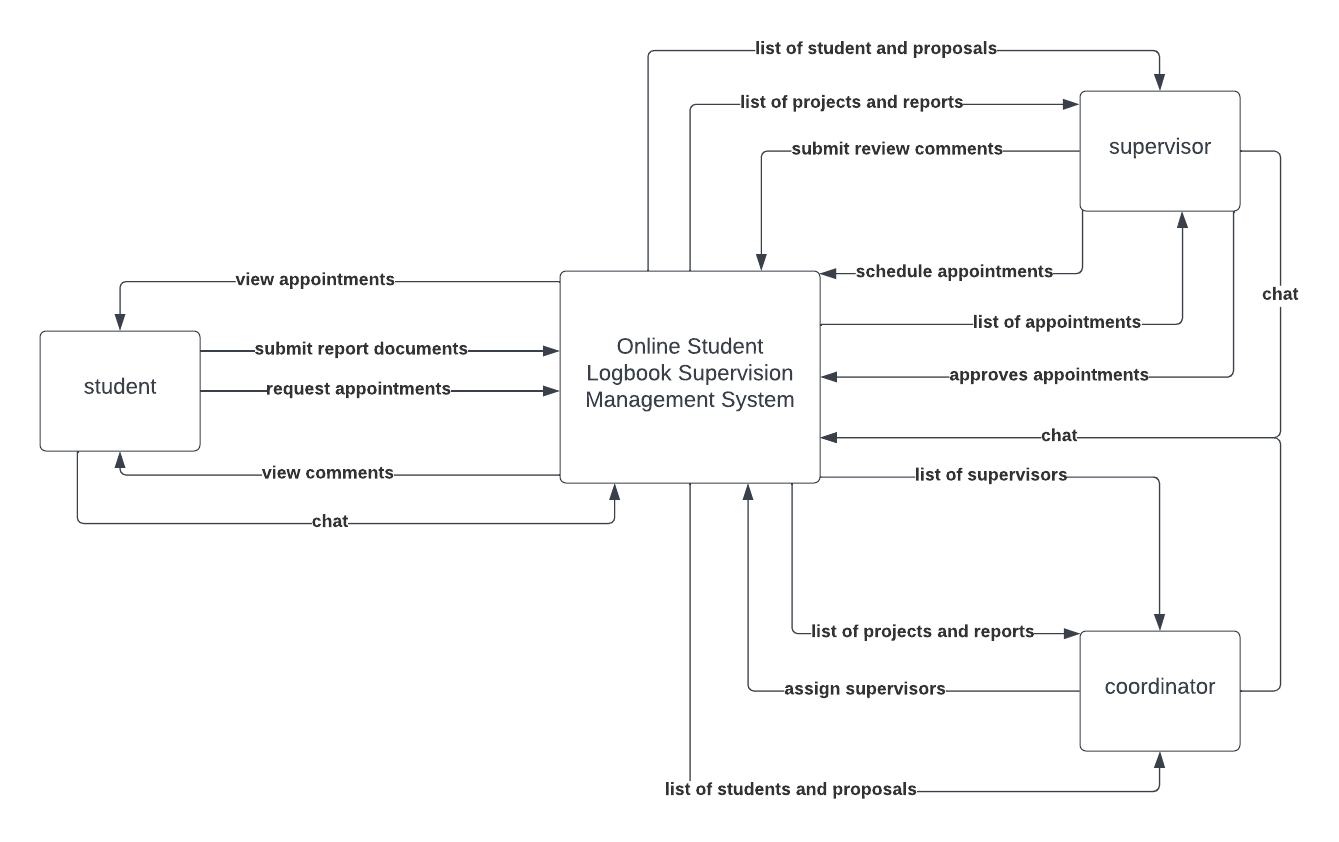 list of student and proposals
list of projects and reports
submit review comments
supervisor
schedule appointments
view appointments
chat
list of appointments
submit report documents
Online Student
Logbook Supervision
Management System
student
request appointments
approves appointments
chat
view comments
list of supervisors
chat
list of projects and reports
assign supervisors
coordinator
list of students and proposals